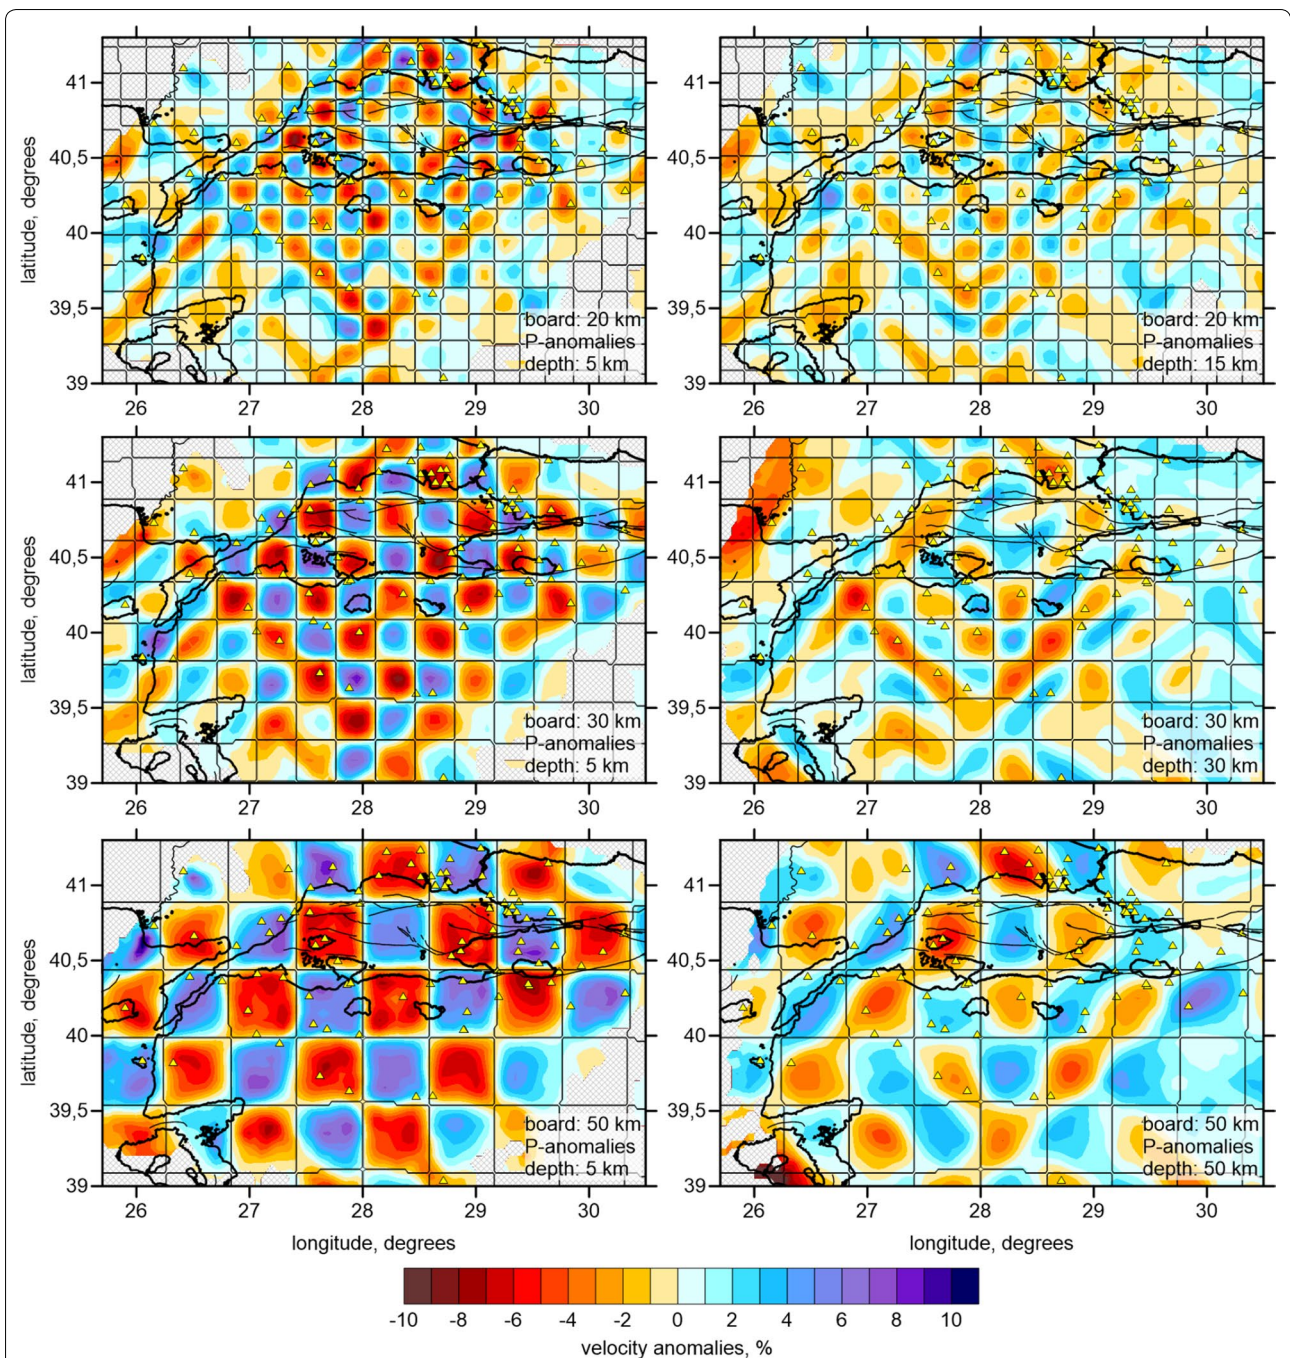 41
40,5
40
39,5
39
latitude, degrees
26 27 28 29 30
board: 20 km
P-anomalies
depth: 5 km
41
40,5
40
39,5
39
26 27 28 29 30
board: 20 km
P-anomalies
depth: 15 km
41
40,5
40
39,5
39
latitude, degrees
26 27 28 29 30
board: 30 km
P-anomalies
depth: 5 km
41
40,5
40
39,5
39
26 27 28 29 30
board: 30 km
P-anomalies
depth: 30 km
41
40,5
40
39,5
39
latitude, degrees
26 27 28 29 30
board: 50 km
P-anomalies
depth: 5 km
longitude, degrees
41
40,5
40
39,5
39
26 27 28 29 30
board: 50 km
P-anomalies
depth: 50 km
longitude, degrees
-10 -8 -6 -4 -2 0 2 4 6 8 10
velocity anomalies, %